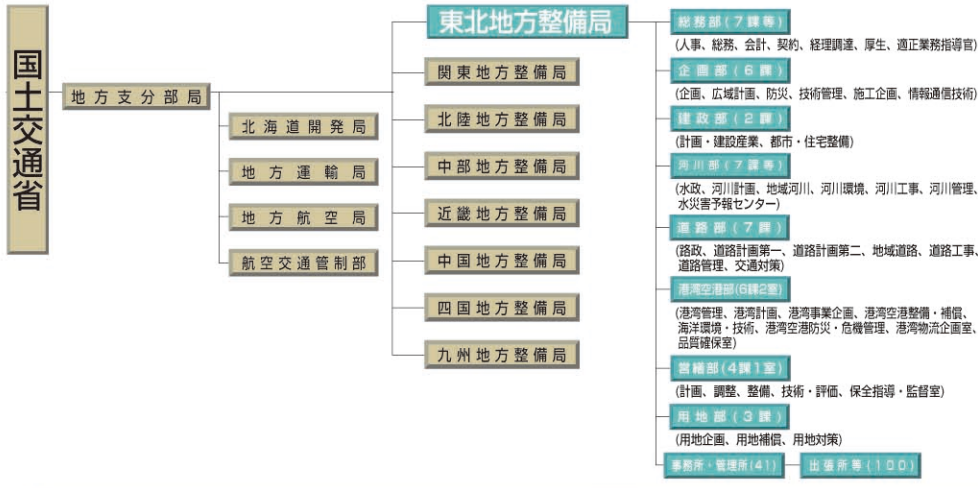 国土交通省
地方支分部局
北海道開発局
地方運輸局
地方航空局
航空交通管制部
東北地方整備局
関東地方整備局
北陸地方整備局
中部地方整備局
近畿地方整備局
中国地方整備局
四国地方整備局
九州地方整備局
総務部(7課等)
(人事、総務、会計、契約、経理調達、厚生、適正業務指導官)
企画部(6課)
(企画、広域計画、防災、技術管理、施工企画、情報通信技術)
建政部(2課)
(計画・建設産業、都市・住宅整備)
河川部(7課等)
(水政、河川計画、地域河川、河川環境、河川工事、河川管理、
水災害予報センター)
道路部(7課)
(路政、道路計画第一、道路計画第二、地域道路、道路工事、
道路管理、交通対策)
港湾空港部(6課2室)
(港湾管理、港湾計画、港湾事業企画、港湾空港整備・補償、
海洋環境・技術、港湾空港防災・危機管理、港湾物流企画室、
品質確保室)
営繕部(4課1室)
(計画、調整、整備、技術・評価、保全指導・監督室)
用地部(3課)
(用地企画、用地補償、用地対策)
事務所・管理所(41)
出張所等(100)